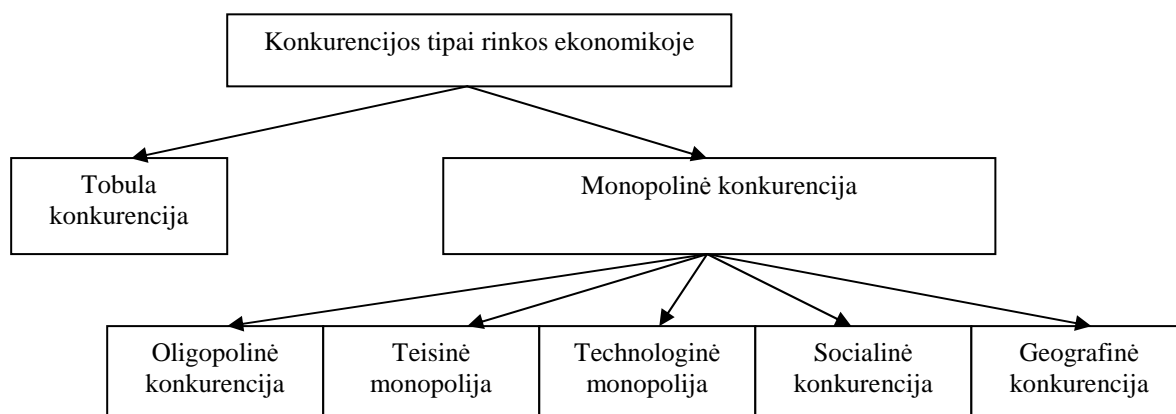 Konkurencijos tipai rinkos ekonomikoje
Tobula
konkurencija
Monopolinė konkurencija
Oligopolinė
konkurencija
Teisinė
monopolija
Technologinė
monopolija
Socialinė
konkurencija
Geografinė
konkurencija